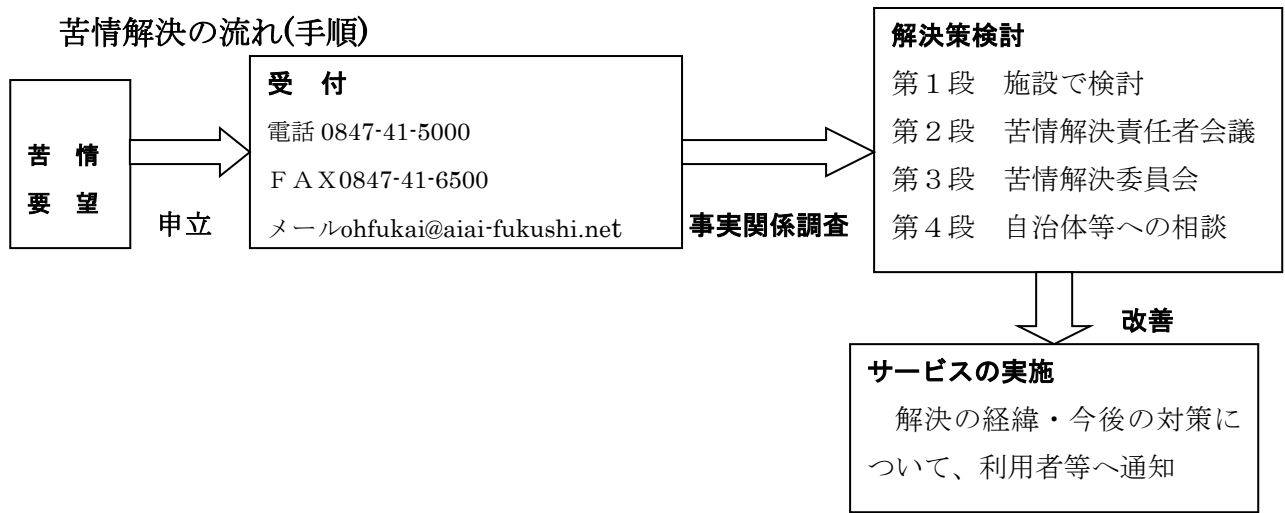 苦情解決の流れ(手順)
苦　情
要　望
申立
受　付
電話 0847-41-5000
ＦＡＸ0847-41-6500
メールohfukai@aiai-fukushi.net
事実関係調査
解決策検討
第１段　施設で検討
第２段　苦情解決責任者会議
第３段　苦情解決委員会
第４段　自治体等への相談
改善
サービスの実施
　解決の経緯・今後の対策に
ついて、利用者等へ通知